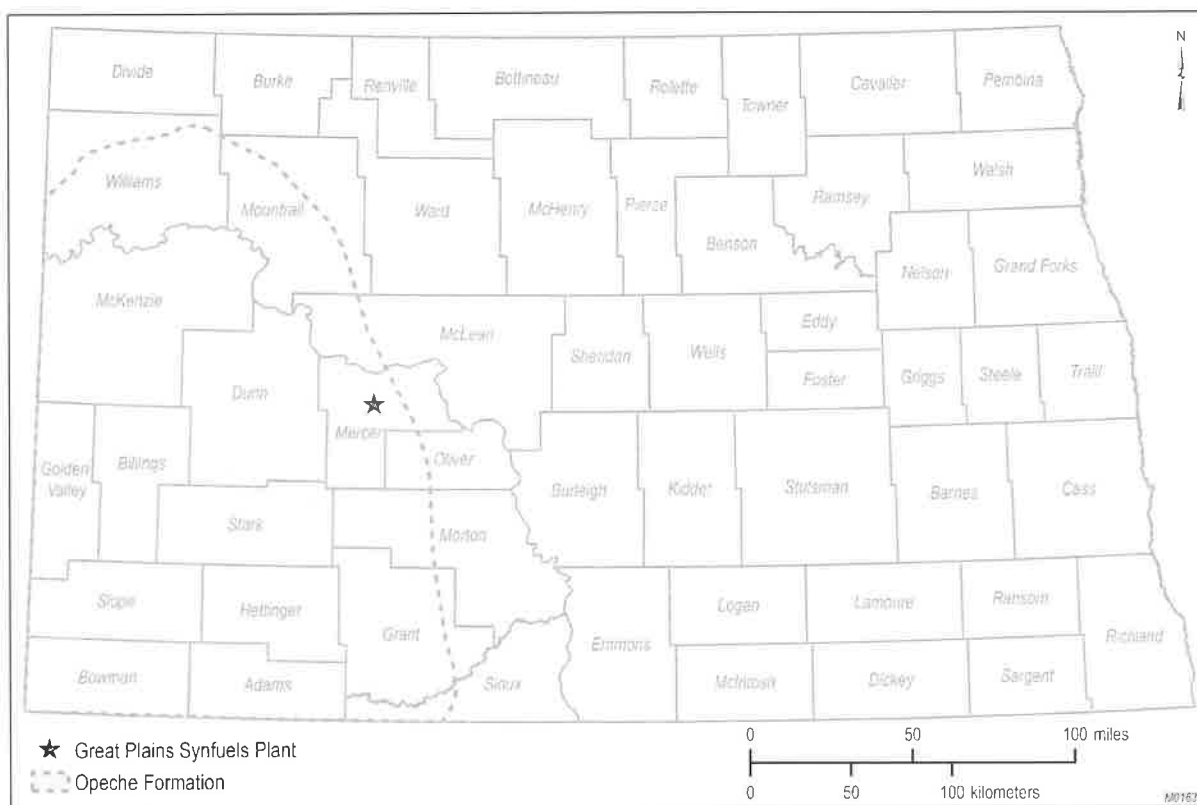 N
Divide
Burke
Renville
Bottineau
Rolette
Towner
Cavalier
Pembina
Williams
Mountrail
Ward
McHenry
Pierce
Benson
Ramsey
Walsh
Nelson
Grand Forks
McKenzie
McLean
Sheridan
Wells
Eddy
Foster
Griggs
Steele
Traill
Dunn
Mercer
Oliver
Golden
Valley
Billings
Stark
Morton
Burleigh
Kidder
Stutsman
Barnes
Cass
Slope
Hettinger
Grant
Emmons
Logan
Lamoure
Ransom
Richland
Bowman
Adams
Sioux
McIntosh
Dickey
Sargent
Great Plains Synfuels Plant
Opeche Formation
0 50 100 miles
0 50 100 kilometers